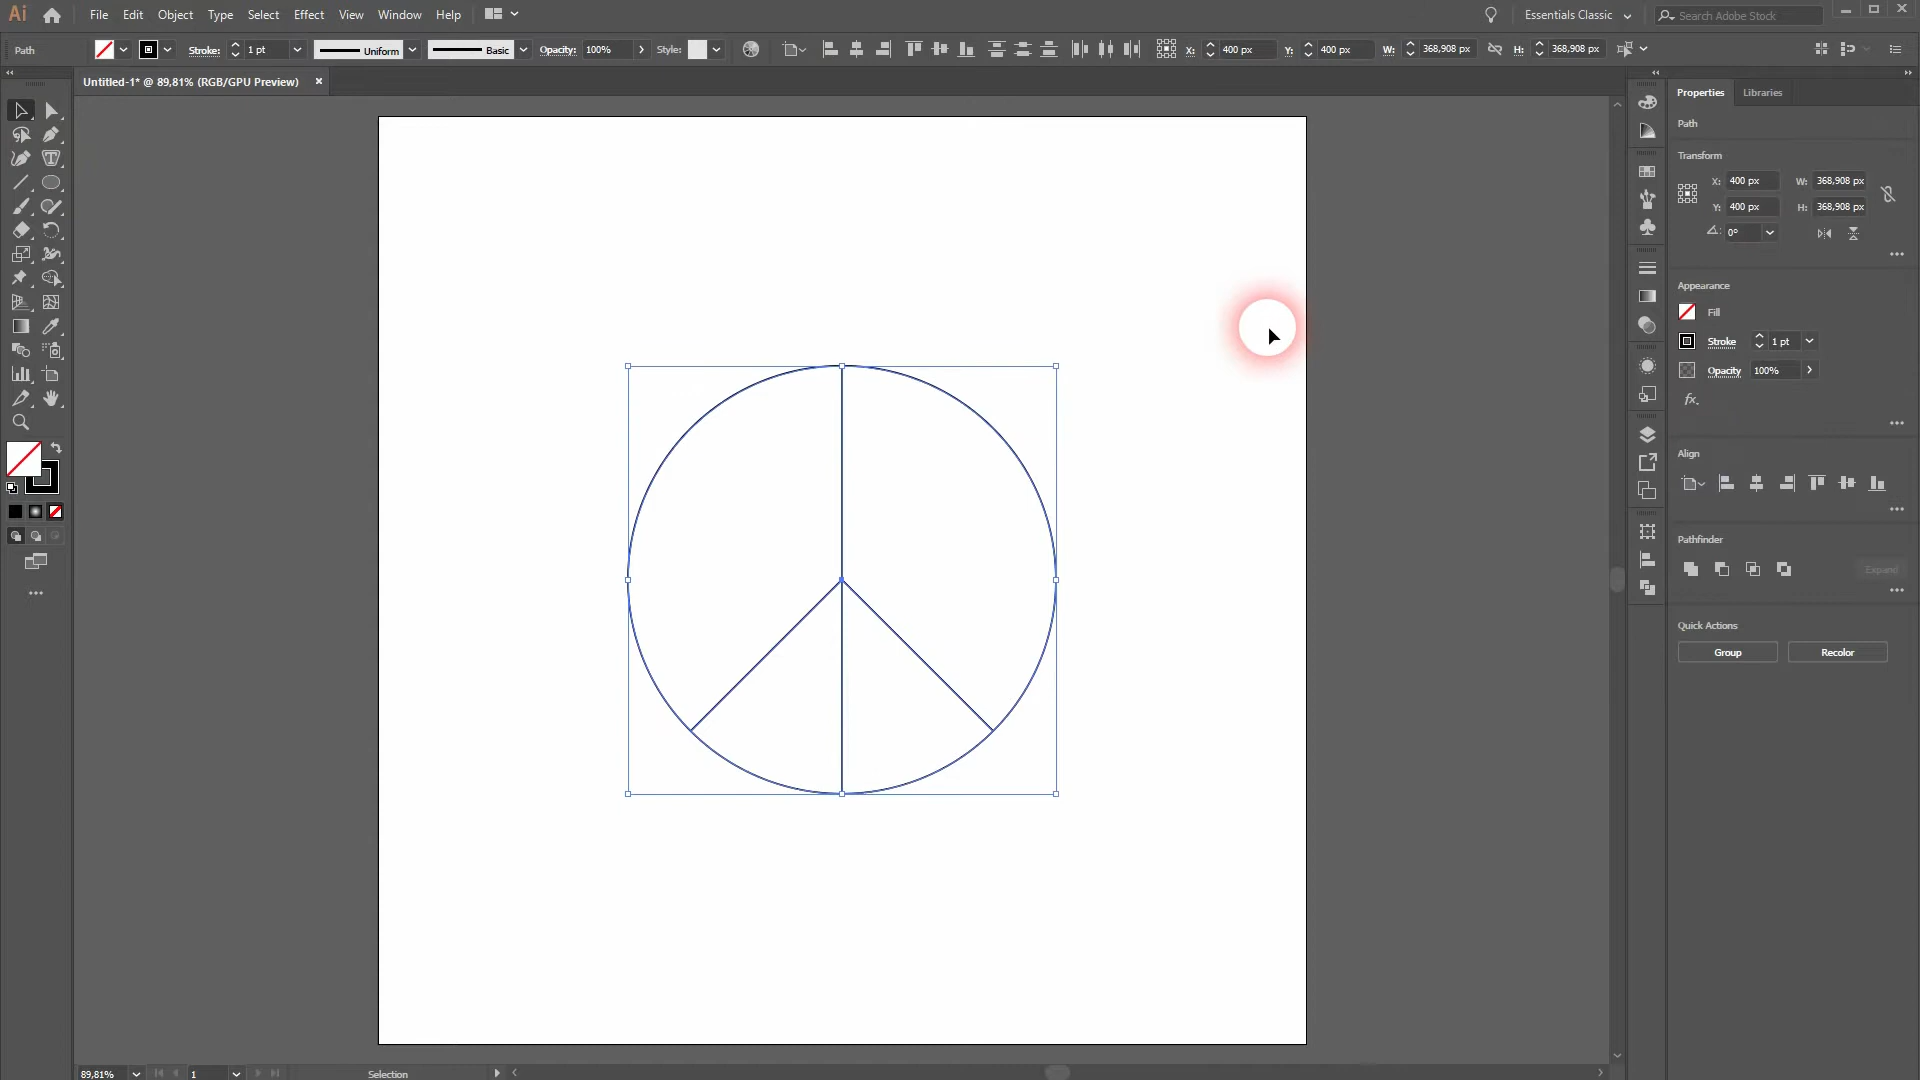 Ai File Edit Object Type Select Effect View Window Help Essentials Classic Search Adobe Stock
Path Stroke: 1 pt Uniform Basic Opacity: 100% Style: X: 400 px Y: 400 px W: 368,908 px H: 368,908 px
Untitled-1* @ 89,81% (RGB/GPU Preview)
Properties Libraries
Path
Transform
X: 400 px W: 368,908 px
Y: 400 px H: 368,908 px
0°
Appearance
Fill
Stroke 1 pt
Opacity 100%
fx.
Align
Pathfinder
Expand
Quick Actions
Group Recolor
89,81% 1 Selection